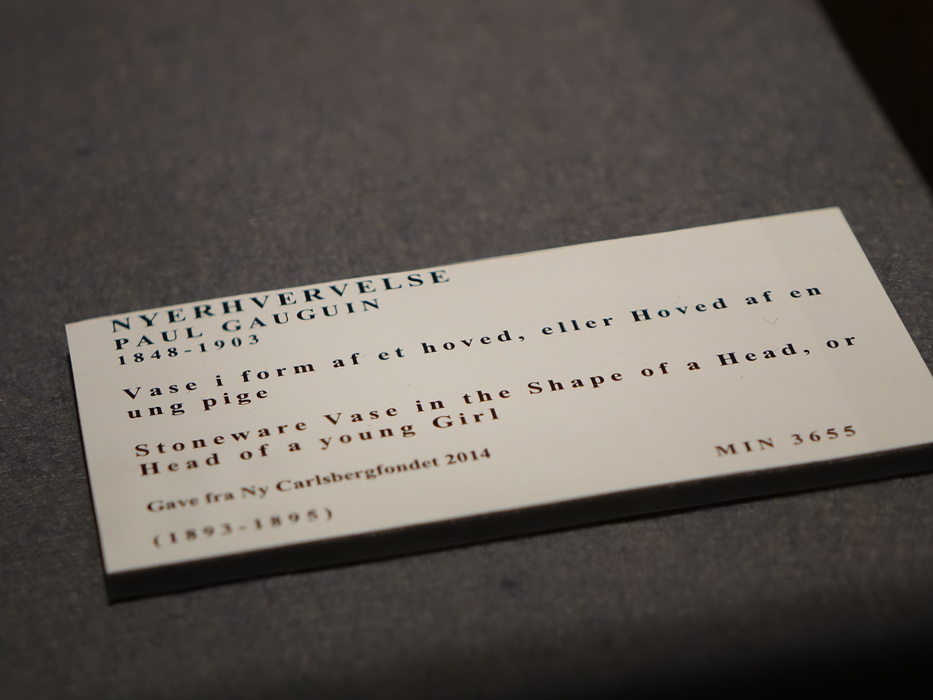 NYERHVERVELSE
PAUL GAUGUIN
1848-1903
Vase i form af et hoved, eller Hoved af en
ung pige
Stoneware Vase in the Shape of a Head, or
Head of a young Girl
Gave fra Ny Carlsbergfondet 2014
MIN 3655
(1893-1895)